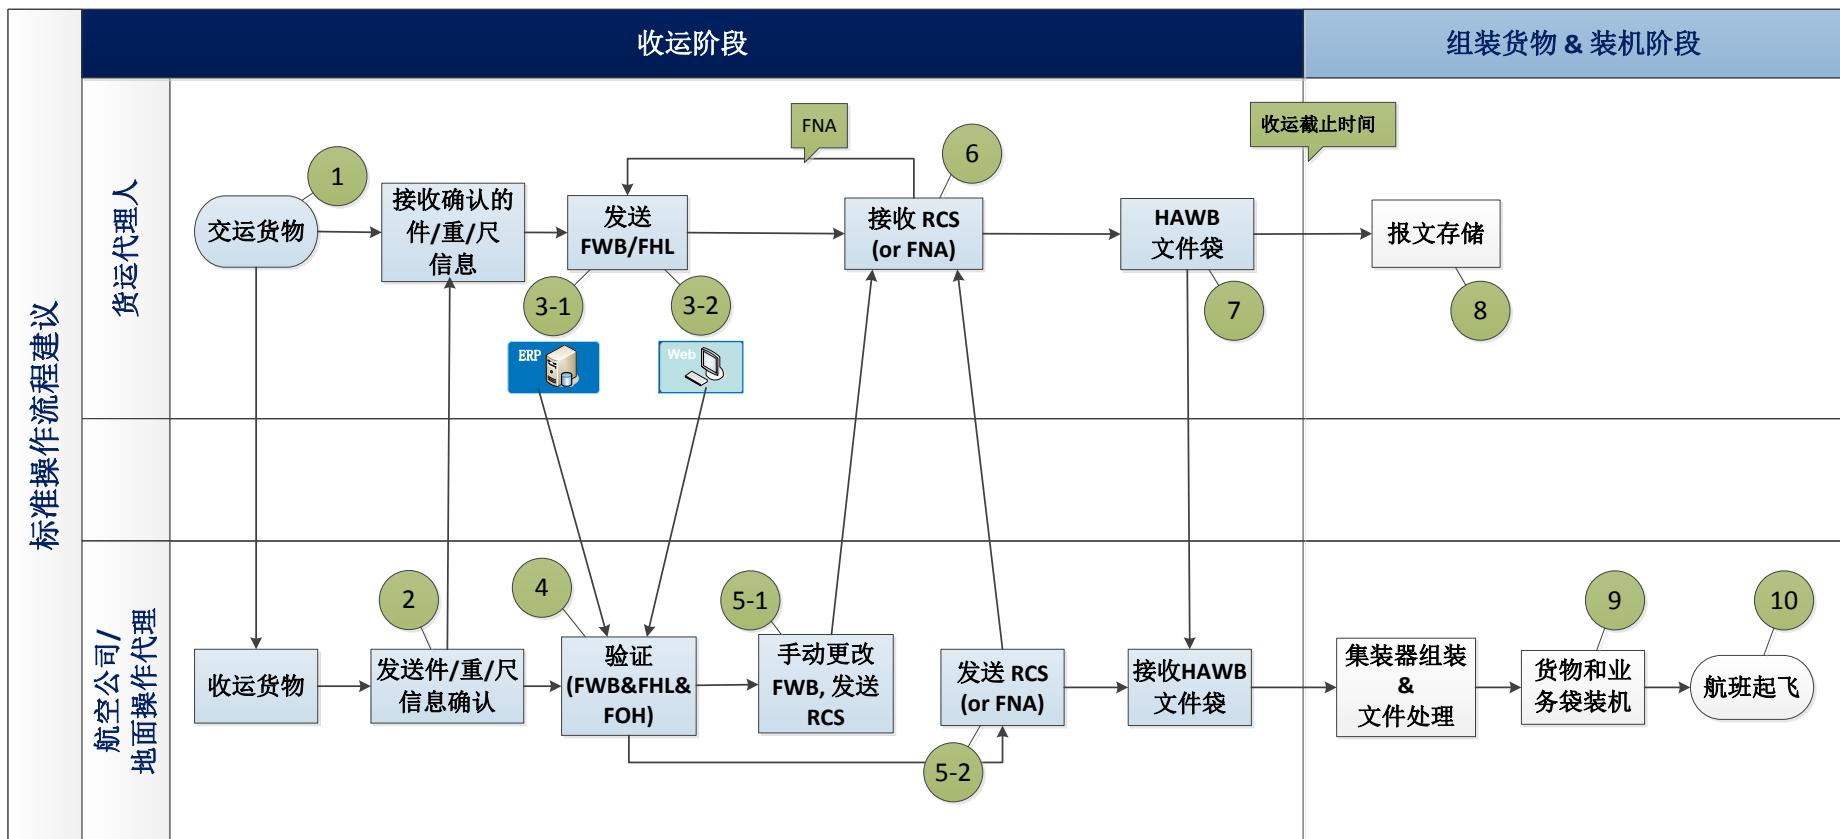 收运阶段
组装货物 & 装机阶段
标准操作流程建议
货运代理人
FNA
收运截止时间
1
6
交运货物
接收确认的
件/重/尺
信息
发送
FWB/FHL
接收 RCS
(or FNA)
HAWB
文件袋
报文存储
3-1
3-2
7
8
ERP
Web
航空公司/
地面操作代理
2
4
5-1
9
10
收运货物
发送件/重/尺
信息确认
验证
(FWB&FHL&
FOH)
手动更改
FWB, 发送
RCS
发送 RCS
(or FNA)
接收HAWB
文件袋
集装器组装
&
文件处理
货物和业
务袋装机
航班起飞
5-2